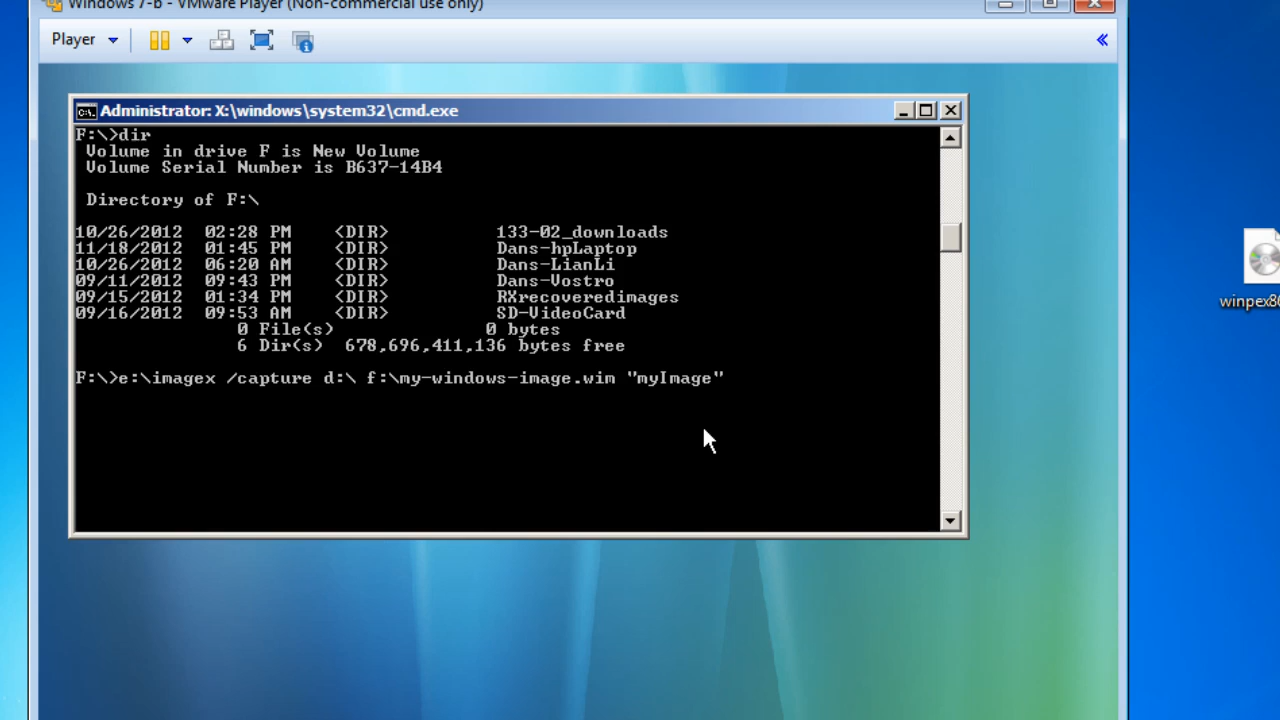 Windows 7-b - VMware Player (Non-commercial use only)
Player
Administrator: X:\windows\system32\cmd.exe
F:\>dir
Volume in drive F is New Volume
Volume Serial Number is B637-14B4
Directory of F:\
10/26/2012 02:28 PM <DIR> 133-02_downloads
11/18/2012 01:45 PM <DIR> Dans-hpLaptop
10/26/2012 06:20 AM <DIR> Dans-LianLi
09/11/2012 09:43 PM <DIR> Dans-Vostro
09/15/2012 01:34 PM <DIR> RXrecoveredimages
09/16/2012 09:53 AM <DIR> SD-VideoCard
0 File(s) 0 bytes
6 Dir(s) 678,696,411,136 bytes free
F:\>e:\imagex /capture d:\ f:\my-windows-image.wim "myImage"
winpex86